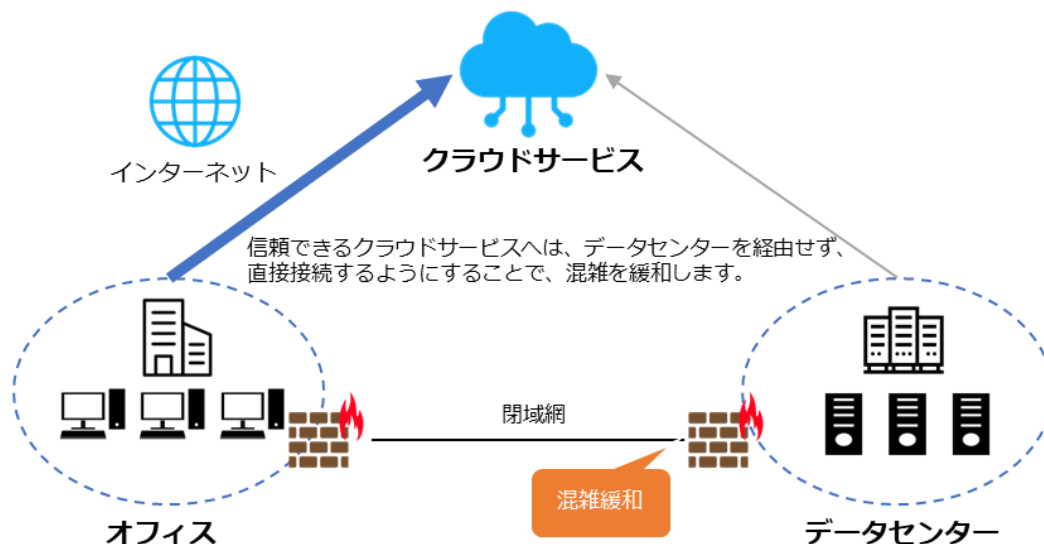 インターネット
クラウドサービス
信頼できるクラウドサービスへは、データセンターを経由せず、
直接接続するようにすることで、混雑を緩和します。
閉域網
混雑緩和
オフィス
データセンター